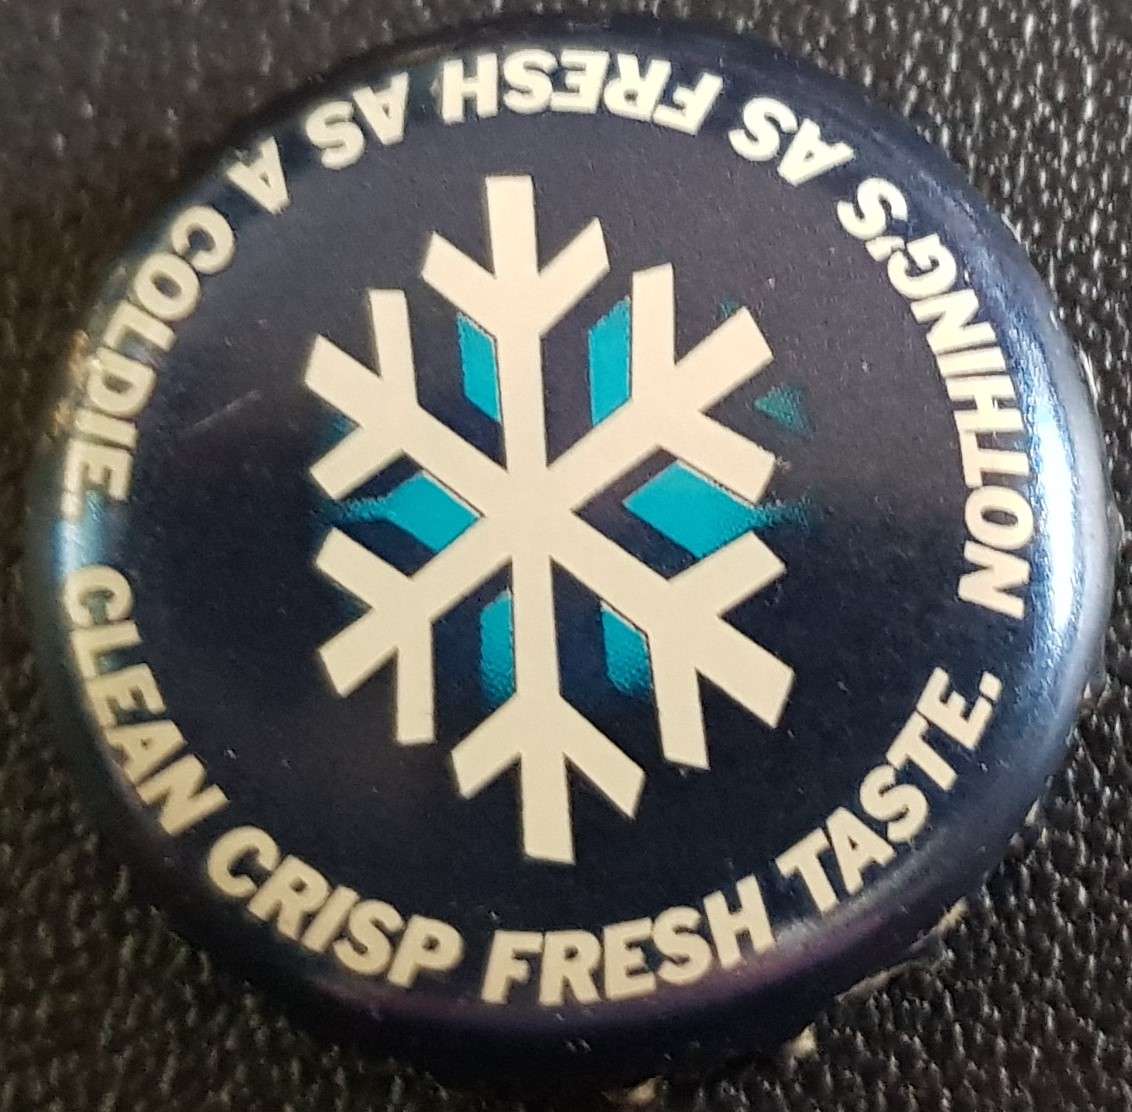 NOTHING'S AS FRESH AS A COLDIE.
CLEAN CRISP FRESH TASTE.